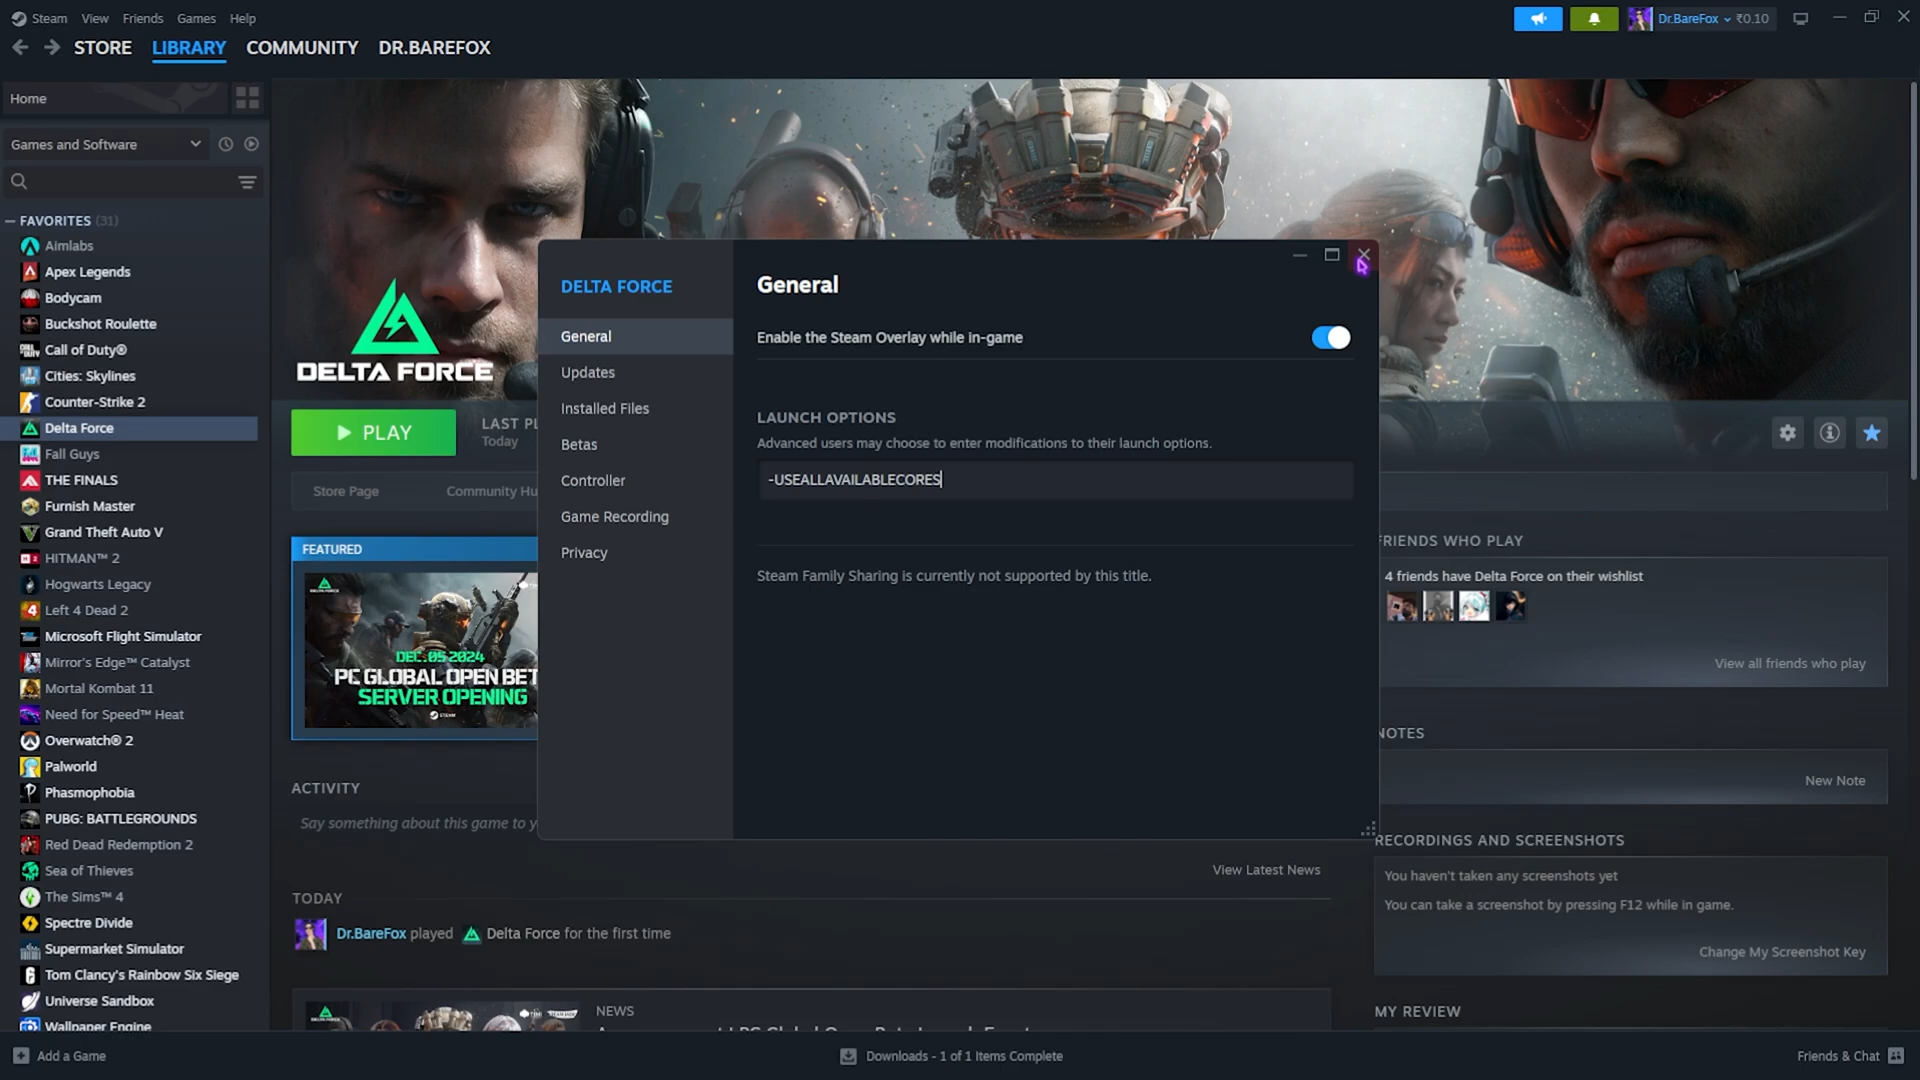 Steam View Friends Games Help
Dr.BareFox ₹0.10
STORE LIBRARY COMMUNITY DR.BAREFOX
Home
Games and Software
FAVORITES (31)
Aimlabs
Apex Legends
Bodycam
Buckshot Roulette
Call of Duty®
Cities: Skylines
Counter-Strike 2
Delta Force
Fall Guys
THE FINALS
Furnish Master
Grand Theft Auto V
HITMAN™ 2
Hogwarts Legacy
Left 4 Dead 2
Microsoft Flight Simulator
Mirror's Edge™ Catalyst
Mortal Kombat 11
Need for Speed™ Heat
Overwatch® 2
Palworld
Phasmophobia
PUBG: BATTLEGROUNDS
Red Dead Redemption 2
Sea of Thieves
The Sims™ 4
Spectre Divide
Supermarket Simulator
Tom Clancy's Rainbow Six Siege
Universe Sandbox
Wallpaper Engine
DELTA FORCE
PLAY
LAST PL
Today
Store Page Community Hu
FEATURED
DEC.05 2024
PC GLOBAL OPEN BET
SERVER OPENING
STEAM
ACTIVITY
Say something about this game to y
View Latest News
TODAY
Dr.BareFox played Delta Force for the first time
NEWS
DELTA FORCE
General
Updates
Installed Files
Betas
Controller
Game Recording
Privacy
General
Enable the Steam Overlay while in-game
LAUNCH OPTIONS
Advanced users may choose to enter modifications to their launch options.
-USEALLAVAILABLECORES
Steam Family Sharing is currently not supported by this title.
FRIENDS WHO PLAY
4 friends have Delta Force on their wishlist
View all friends who play
NOTES
New Note
RECORDINGS AND SCREENSHOTS
You haven't taken any screenshots yet
You can take a screenshot by pressing F12 while in game.
Change My Screenshot Key
MY REVIEW
Add a Game
Downloads - 1 of 1 Items Complete
Friends & Chat